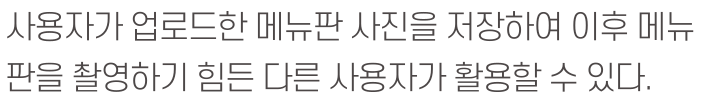 사용자가 업로드한 메뉴판 사진을 저장하여 이후 메뉴
판을 촬영하기 힘든 다른 사용자가 활용할 수 있다.